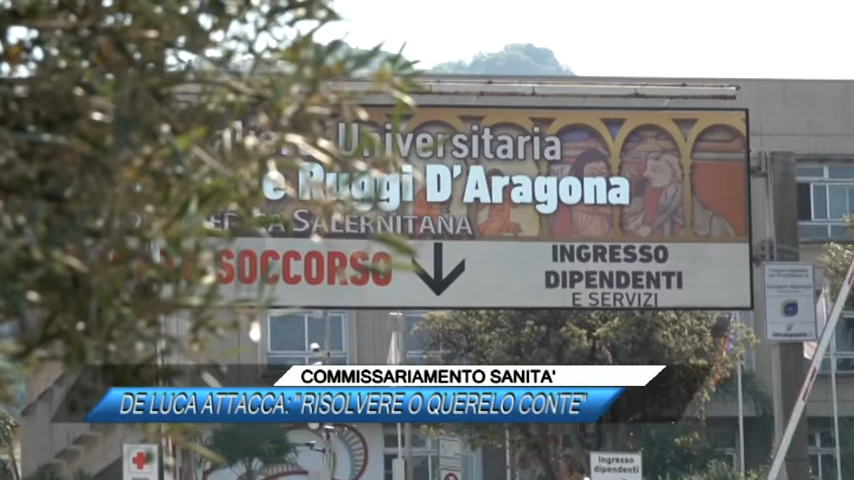 Universitaria
e Ruggi D'Aragona
SALERNITANA
SOCCORSO
INGRESSO
DIPENDENTI
E SERVIZI
COMMISSARIAMENTO SANITA'
DE LUCA ATTACCA: "RISOLVERE O QUERELO CONTE"
Ingresso
dipendenti